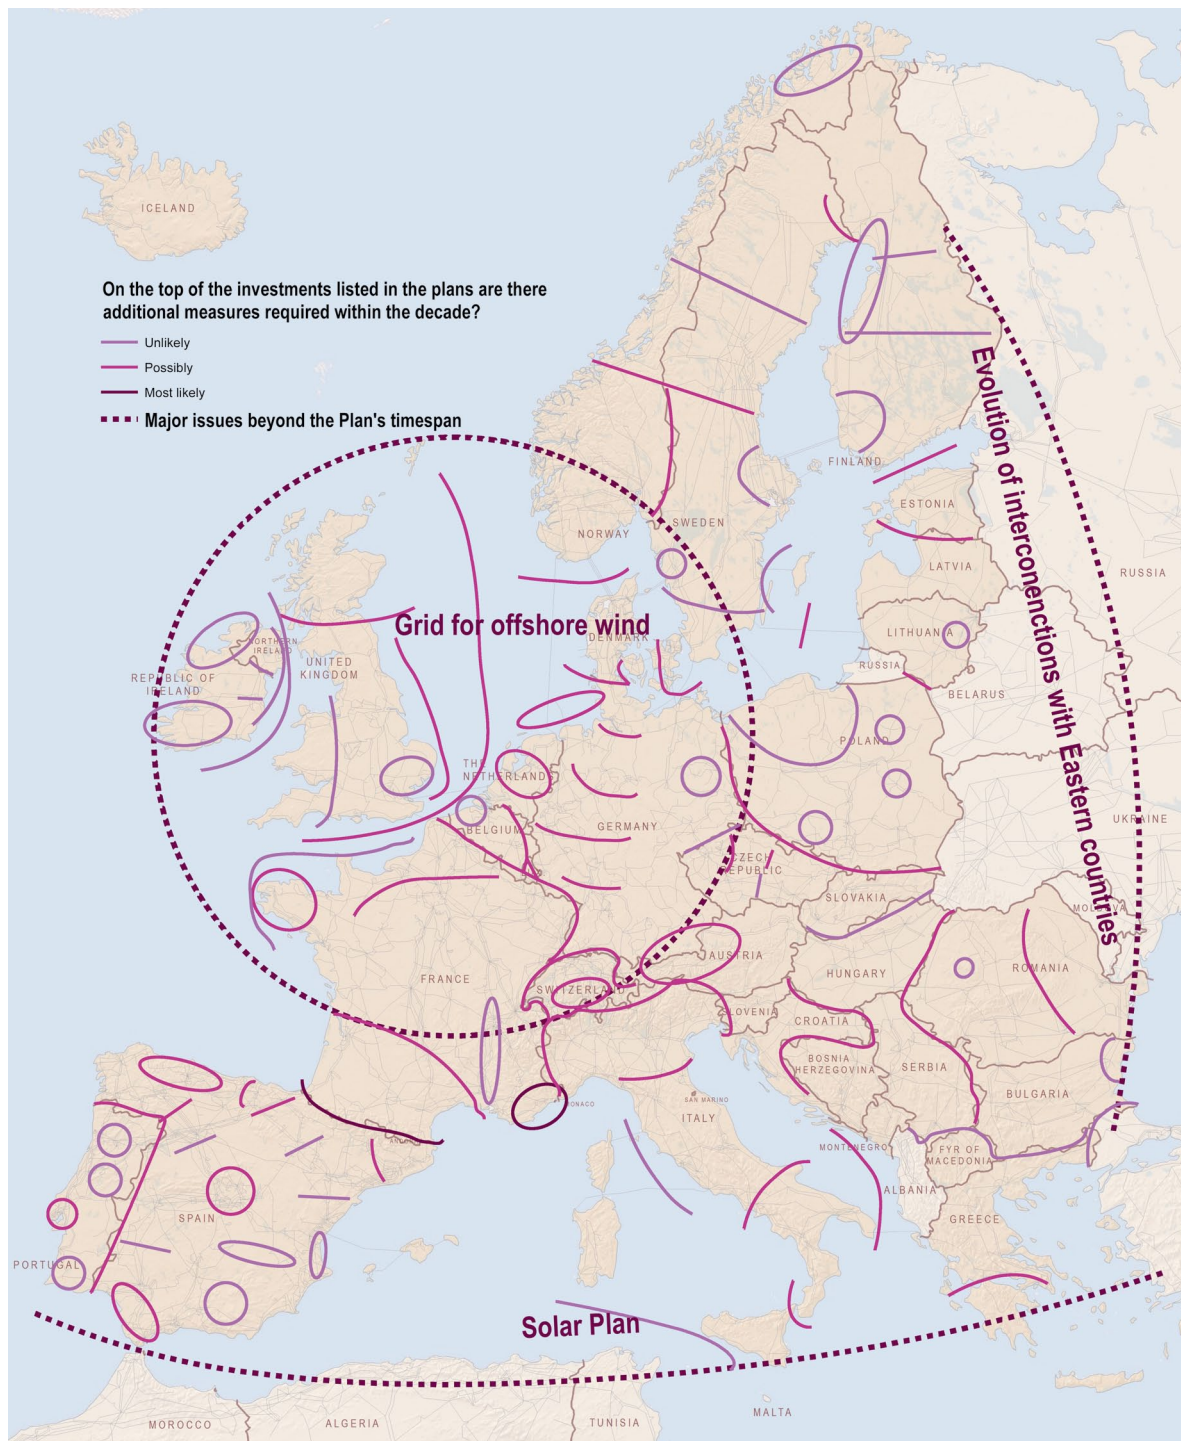 ICELAND
On the top of the investments listed in the plans are there
additional measures required within the decade?
Unlikely
Possibly
Most likely
Major issues beyond the Plan's timespan
Evolution of interconenctions with Eastern countries
FINLAND
ESTONIA
NORWAY
SWEDEN
LATVIA
RUSSIA
Grid for offshore wind
DENMARK
LITHUANIA
NORTHERN
IRELAND
UNITED
KINGDOM
REPUBLIC OF
IRELAND
RUSSIA
BELARUS
POLAND
THE
NETHERLANDS
BELGIUM
GERMANY
UKRAINE
CZECH
REPUBLIC
SLOVAKIA
MOLDOVA
AUSTRIA
FRANCE
SWITZERLAND
HUNGARY
ROMANIA
SLOVENIA
CROATIA
BOSNIA
HERZEGOVINA
SERBIA
BULGARIA
MONACO
SAN MARINO
ITALY
ANDORRA
MONTENEGRO
FYR OF
MACEDONIA
ALBANIA
GREECE
SPAIN
PORTUGAL
Solar Plan
MALTA
MOROCCO
ALGERIA
TUNISIA